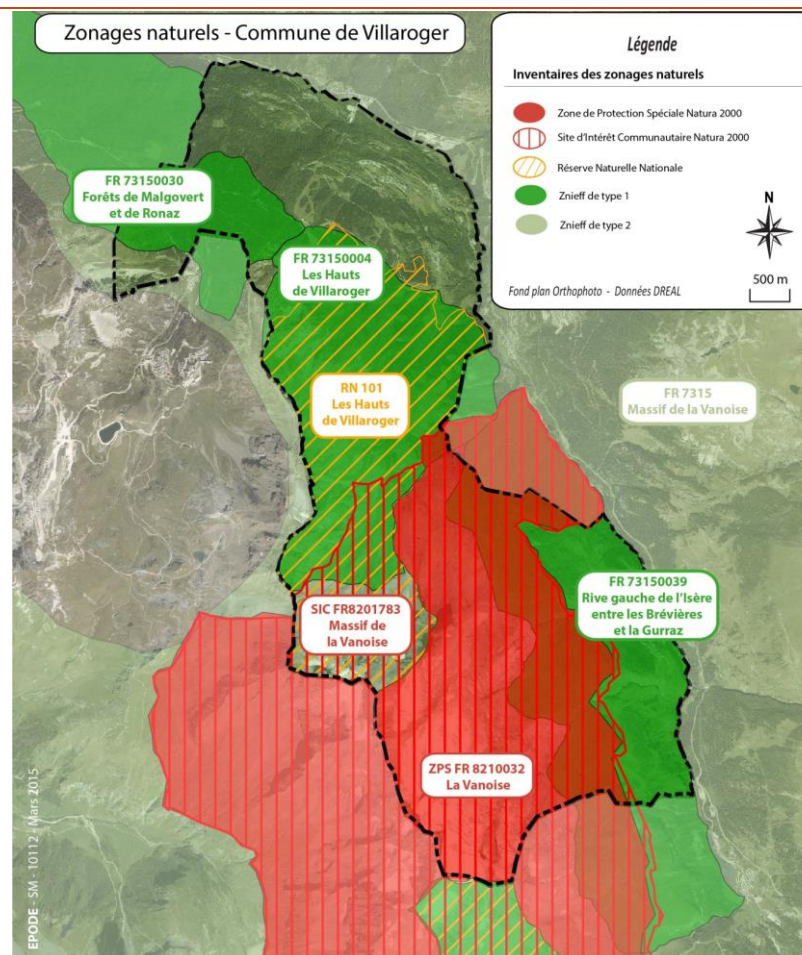 Zonages naturels - Commune de Villaroger
Légende
Inventaires des zonages naturels
Zone de Protection Spéciale Natura 2000
Site d'Intérêt Communautaire Natura 2000
Réserve Naturelle Nationale
Znieff de type 1
Znieff de type 2
N
500 m
Fond plan Orthophoto - Données DREAL
FR 73150030
Forêts de Malgovert
et de Ronaz
FR 73150004
Les Hauts
de Villaroger
RN 101
Les Hauts
de Villaroger
FR 7315
Massif de la Vanoise
FR 73150039
Rive gauche de l'Isère
entre les Brévières
et la Gurraz
SIC FR8201783
Massif de
la Vanoise
ZPS FR 8210032
La Vanoise
EPODE - SM - 10112 - Mars 2015